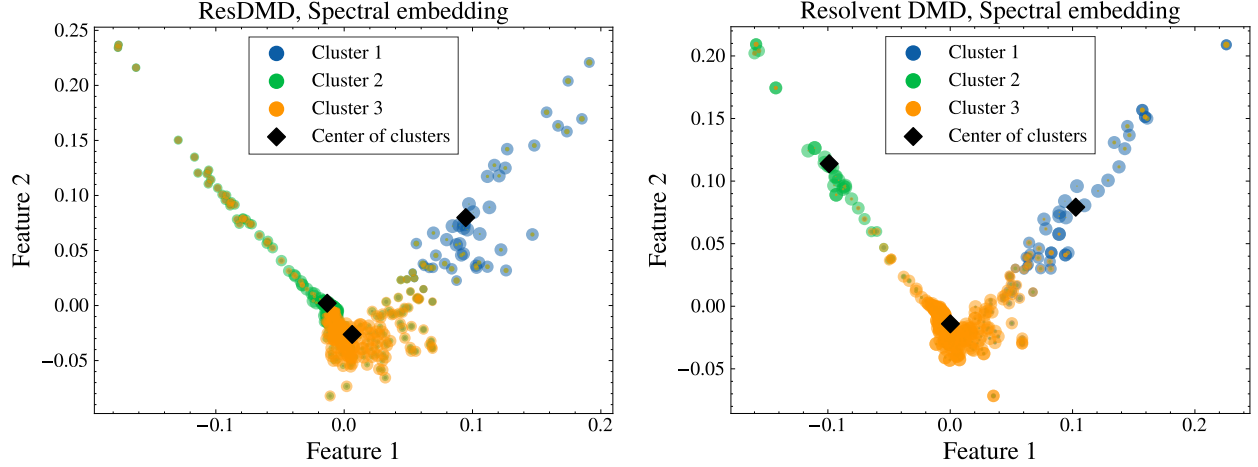 ResDMD, Spectral embedding
Cluster 1
Cluster 2
Cluster 3
Center of clusters
0.25
0.20
0.15
0.10
0.05
0.00
−0.05
Feature 2
−0.1
0.0
0.1
0.2
Feature 1
Resolvent DMD, Spectral embedding
Cluster 1
Cluster 2
Cluster 3
Center of clusters
0.20
0.15
0.10
0.05
0.00
−0.05
Feature 2
−0.1
0.0
0.1
0.2
Feature 1